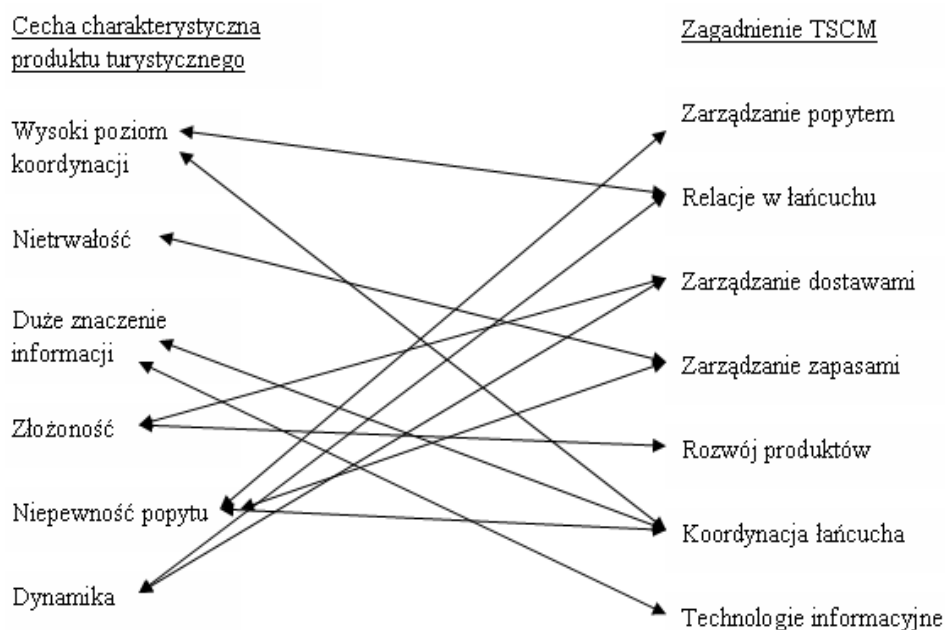 Cecha charakterystyczna
produktu turystycznego
Wysoki poziom
koordynacji
Nietrwałość
Duże znaczenie
informacji
Złożoność
Niepewność popytu
Dynamika
Zagadnienie TSCM
Zarządzanie popytem
Relacje w łańcuchu
Zarządzanie dostawami
Zarządzanie zapasami
Rozwój produktów
Koordynacja łańcucha
Technologie informacyjne